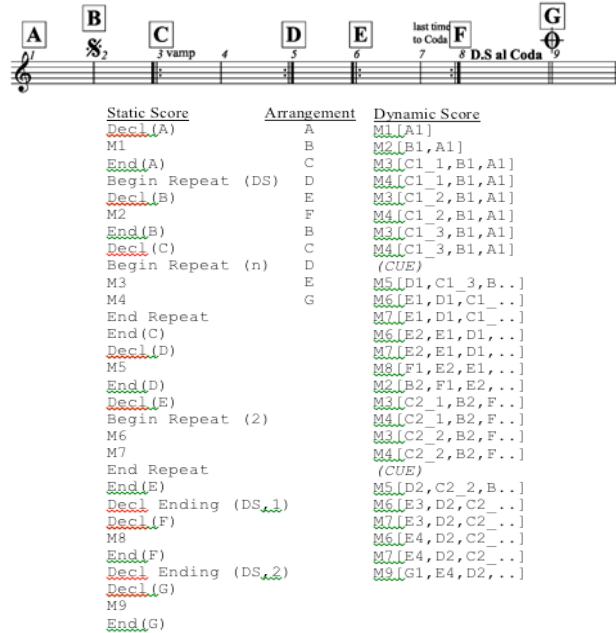 G
B
last time
A C D E to Coda F
1 2 3 vamp 4 5 6 7 8 D.S al Coda 9
Static Score
Decl(A)
M1
End(A)
Begin Repeat (DS)
Decl(B)
M2
End(B)
Decl(C)
Begin Repeat (n)
M3
M4
End Repeat
End(C)
Decl(D)
M5
End(D)
Decl(E)
Begin Repeat (2)
M6
M7
End Repeat
End(E)
Decl Ending (DS,1)
Decl(F)
M8
End(F)
Decl Ending (DS,2)
Decl(G)
M9
End(G)
Arrangement
A
B
C
D
E
F
B
C
D
E
G
Dynamic Score
M1[A1]
M2[B1,A1]
M3[C1_1,B1,A1]
M4[C1_1,B1,A1]
M3[C1_2,B1,A1]
M4[C1_2,B1,A1]
M3[C1_3,B1,A1]
M4[C1_3,B1,A1]
(CUE)
M5[D1,C1_3,B..]
M6[E1,D1,C1_..]
M7[E1,D1,C1_..]
M6[E2,E1,D1,..]
M7[E2,E1,D1,..]
M8[F1,E2,E1,..]
M2[B2,F1,E2,..]
M3[C2_1,B2,F..]
M4[C2_1,B2,F..]
M3[C2_2,B2,F..]
M4[C2_2,B2,F..]
(CUE)
M5[D2,C2_2,B..]
M6[E3,D2,C2_..]
M7[E3,D2,C2_..]
M6[E4,D2,C2_..]
M7[E4,D2,C2_..]
M9[G1,E4,D2,..]